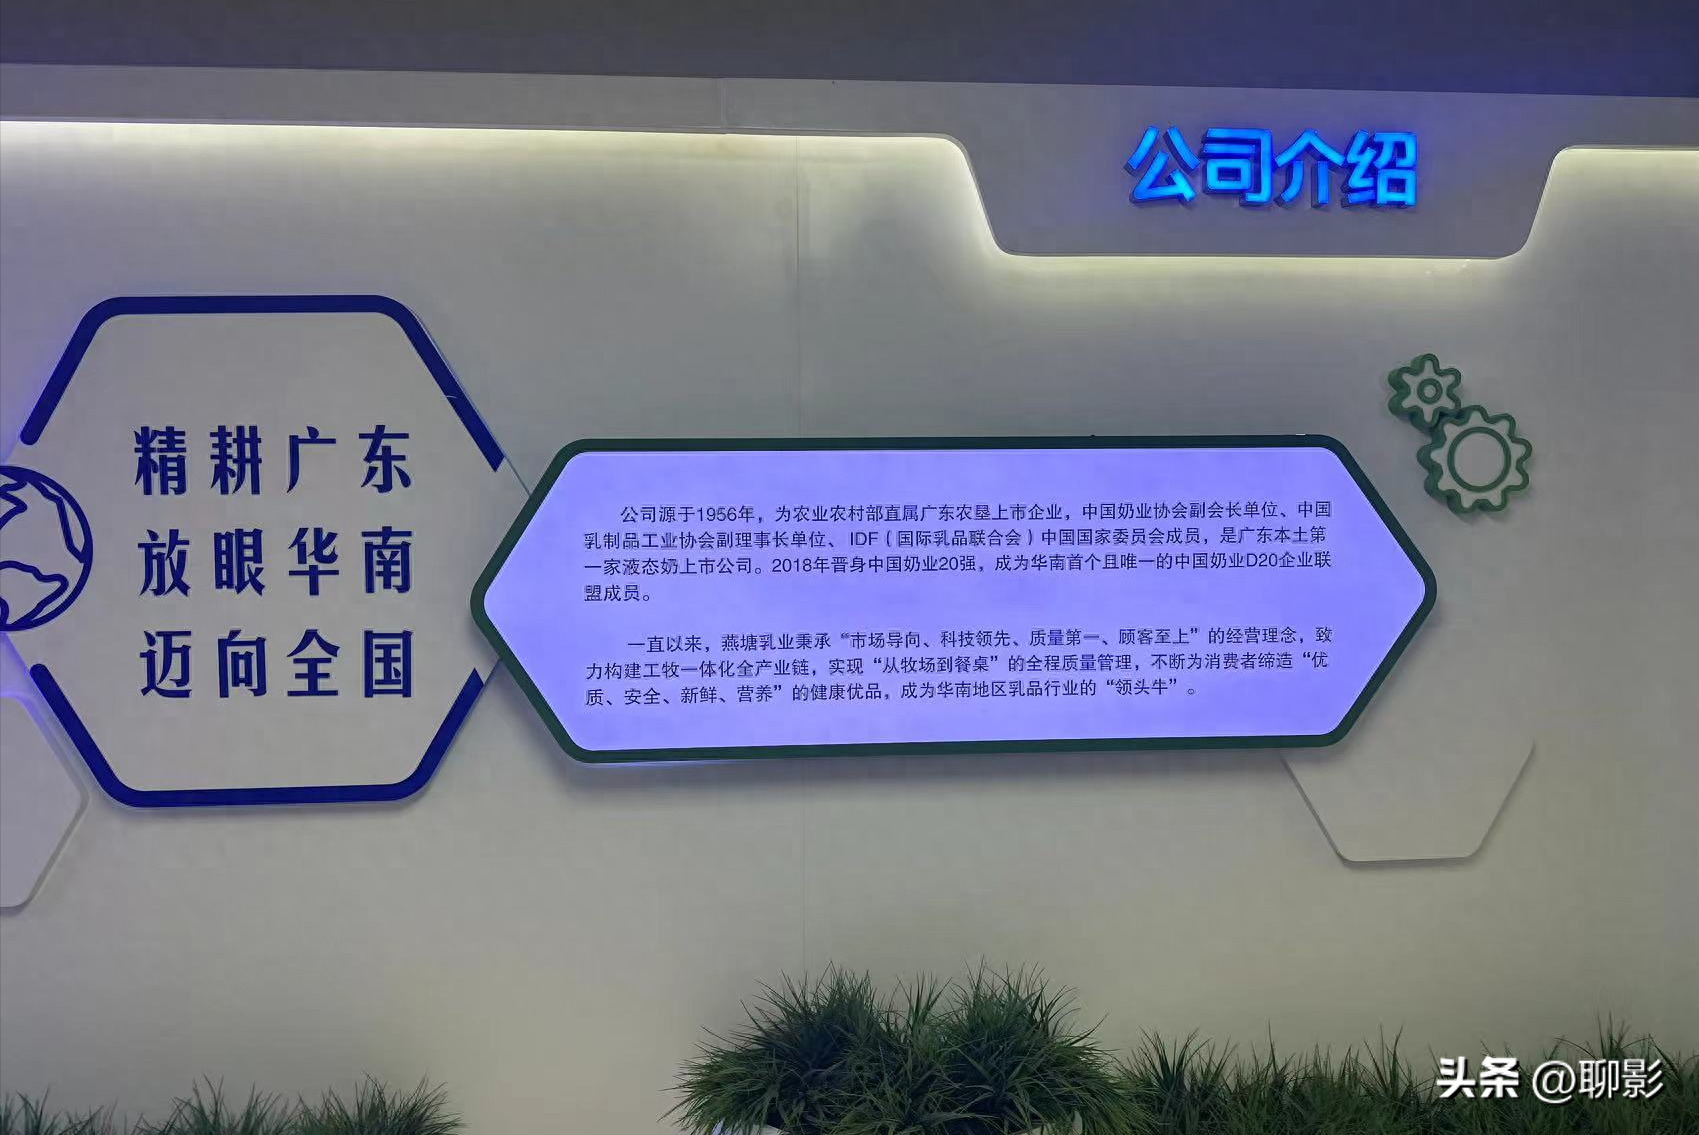 公司介绍
精耕广东
放眼华南
迈向全国
公司源于1956年，为农业农村部直属广东农垦上市企业，中国奶业协会副会长单位、中国
乳制品工业协会副理事长单位、IDF（国际乳品联合会）中国国家委员会成员，是广东本土第
一家液态奶上市公司。2018年晋身中国奶业20强，成为华南首个且唯一的中国奶业D20企业联
盟成员。
一直以来，燕塘乳业秉承“市场导向、科技领先、质量第一、顾客至上”的经营理念，致
力构建工牧一体化全产业链，实现“从牧场到餐桌”的全程质量管理，不断为消费者缔造“优
质、安全、新鲜、营养”的健康优品，成为华南地区乳品行业的“领头牛”。
头条 @聊影